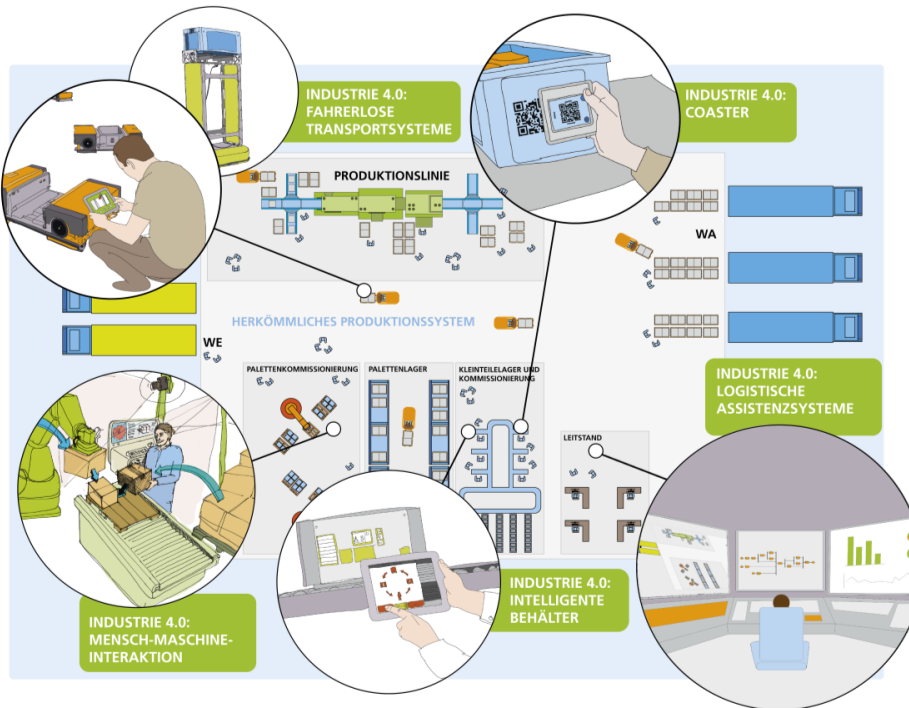 INDUSTRIE 4.0:
FAHRERLOSE
TRANSPORTSYSTEME
INDUSTRIE 4.0:
COASTER
PRODUKTIONSLINIE
WA
HERKÖMMLICHES PRODUKTIONSSYSTEM
WE
PALETTENKOMMISSIONIERUNG
PALETTENLAGER
KLEINTEILELAGER UND
KOMMISSIONIERUNG
INDUSTRIE 4.0:
LOGISTISCHE
ASSISTENZSYSTEME
LEITSTAND
INDUSTRIE 4.0:
INTELLIGENTE
BEHÄLTER
INDUSTRIE 4.0:
MENSCH-MASCHINE-
INTERAKTION